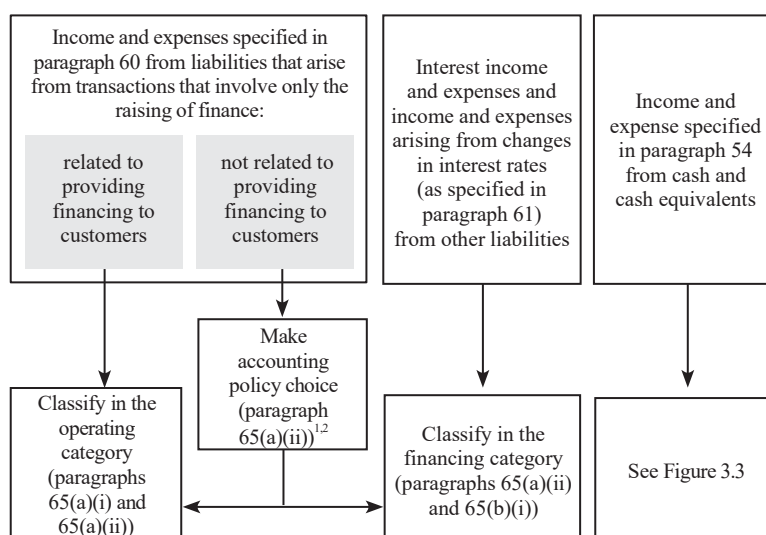 Income and expenses specified in
paragraph 60 from liabilities that arise
from transactions that involve only the
raising of finance:
related to
providing
financing to
customers
not related to
providing
financing to
customers
Interest income
and expenses and
income and expenses
arising from changes
in interest rates
(as specified in
paragraph 61)
from other liabilities
Income and
expense specified
in paragraph 54
from cash and
cash equivalents
Make
accounting
policy choice
(paragraph
65(a)(ii))1,2
Classify in the
operating
category
(paragraphs
65(a)(i) and
65(a)(ii))
Classify in the
financing category
(paragraphs 65(a)(ii)
and 65(b)(i))
See Figure 3.3